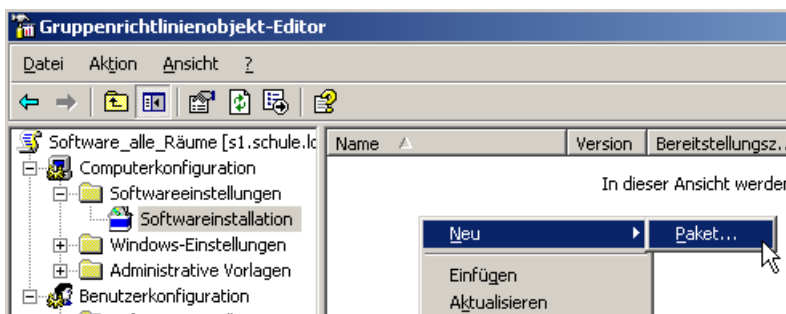 Gruppenrichtlinienobjekt-Editor
Datei Aktion Ansicht ?
Software_alle_Räume [s1.schule.lo
Name Version Bereitstellungsz..
Computerkonfiguration
In dieser Ansicht werden
Softwareeinstellungen
Softwareinstallation
Neu Paket...
Windows-Einstellungen
Administrative Vorlagen
Einfügen
Benutzerkonfiguration
Aktualisieren